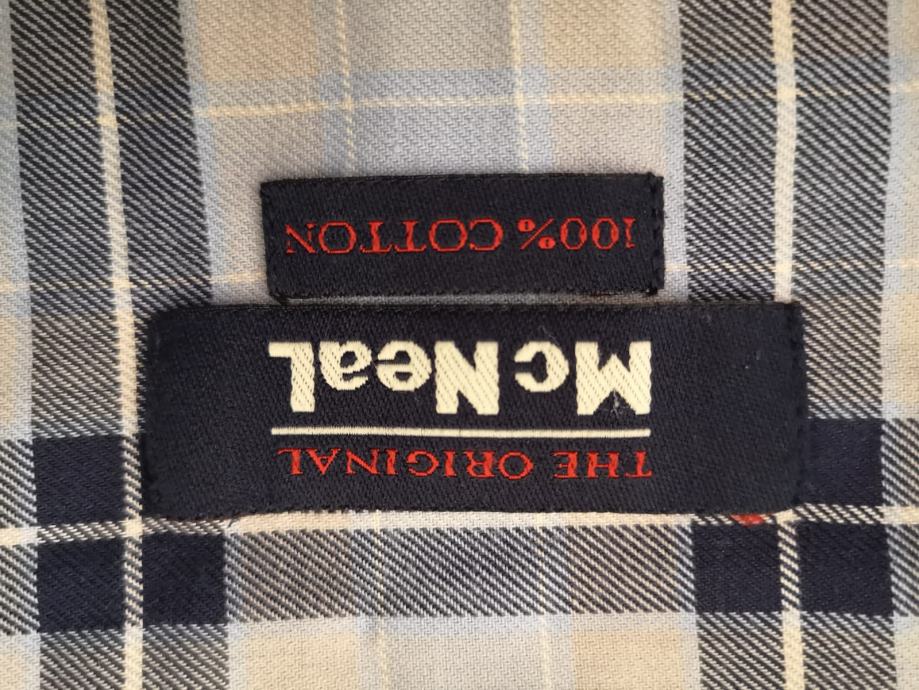 THE ORIGINAL
McNeaL
100% COTTON